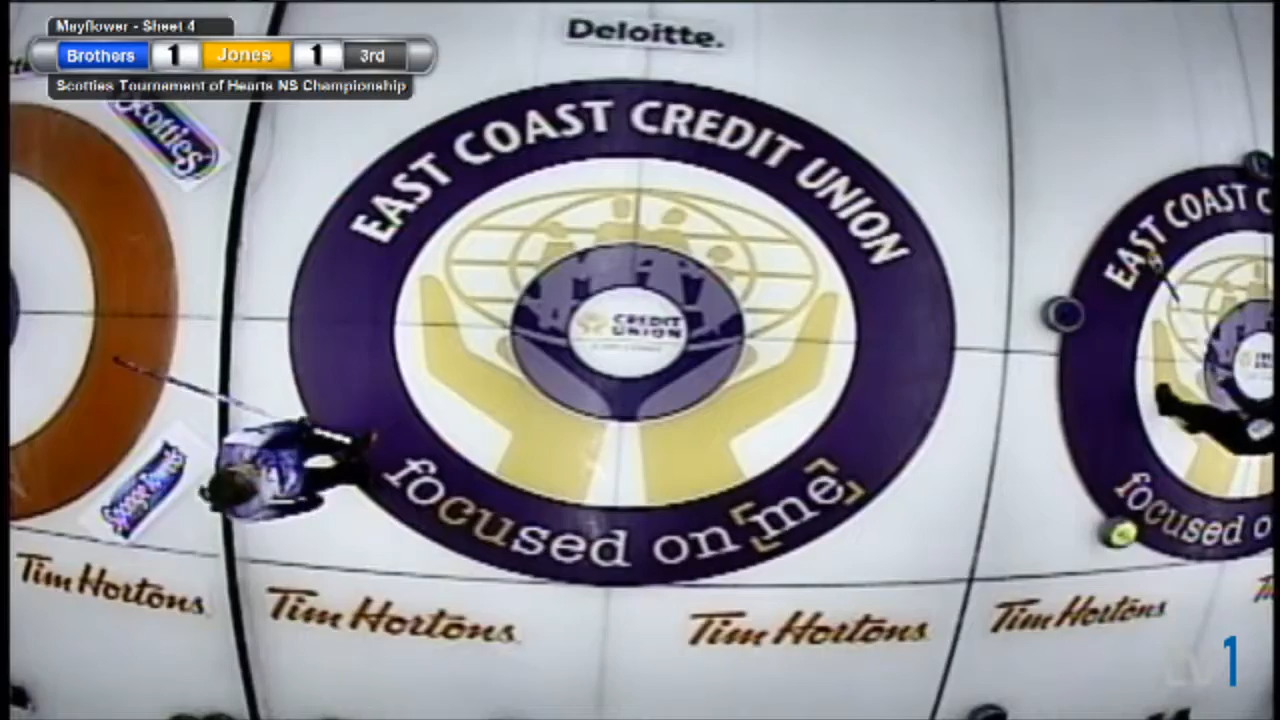 Mayflower - Sheet 4
Brothers 1 Jones 1 3rd
Scotties Tournament of Hearts NS Championship
Deloitte.
Scotties
EAST COAST CREDIT UNION
CREDIT
UNION
focused on me
EAST COAST C
focused o
Tim Hortons
Tim Hortons
Tim Hortons
Tim Hortons
1